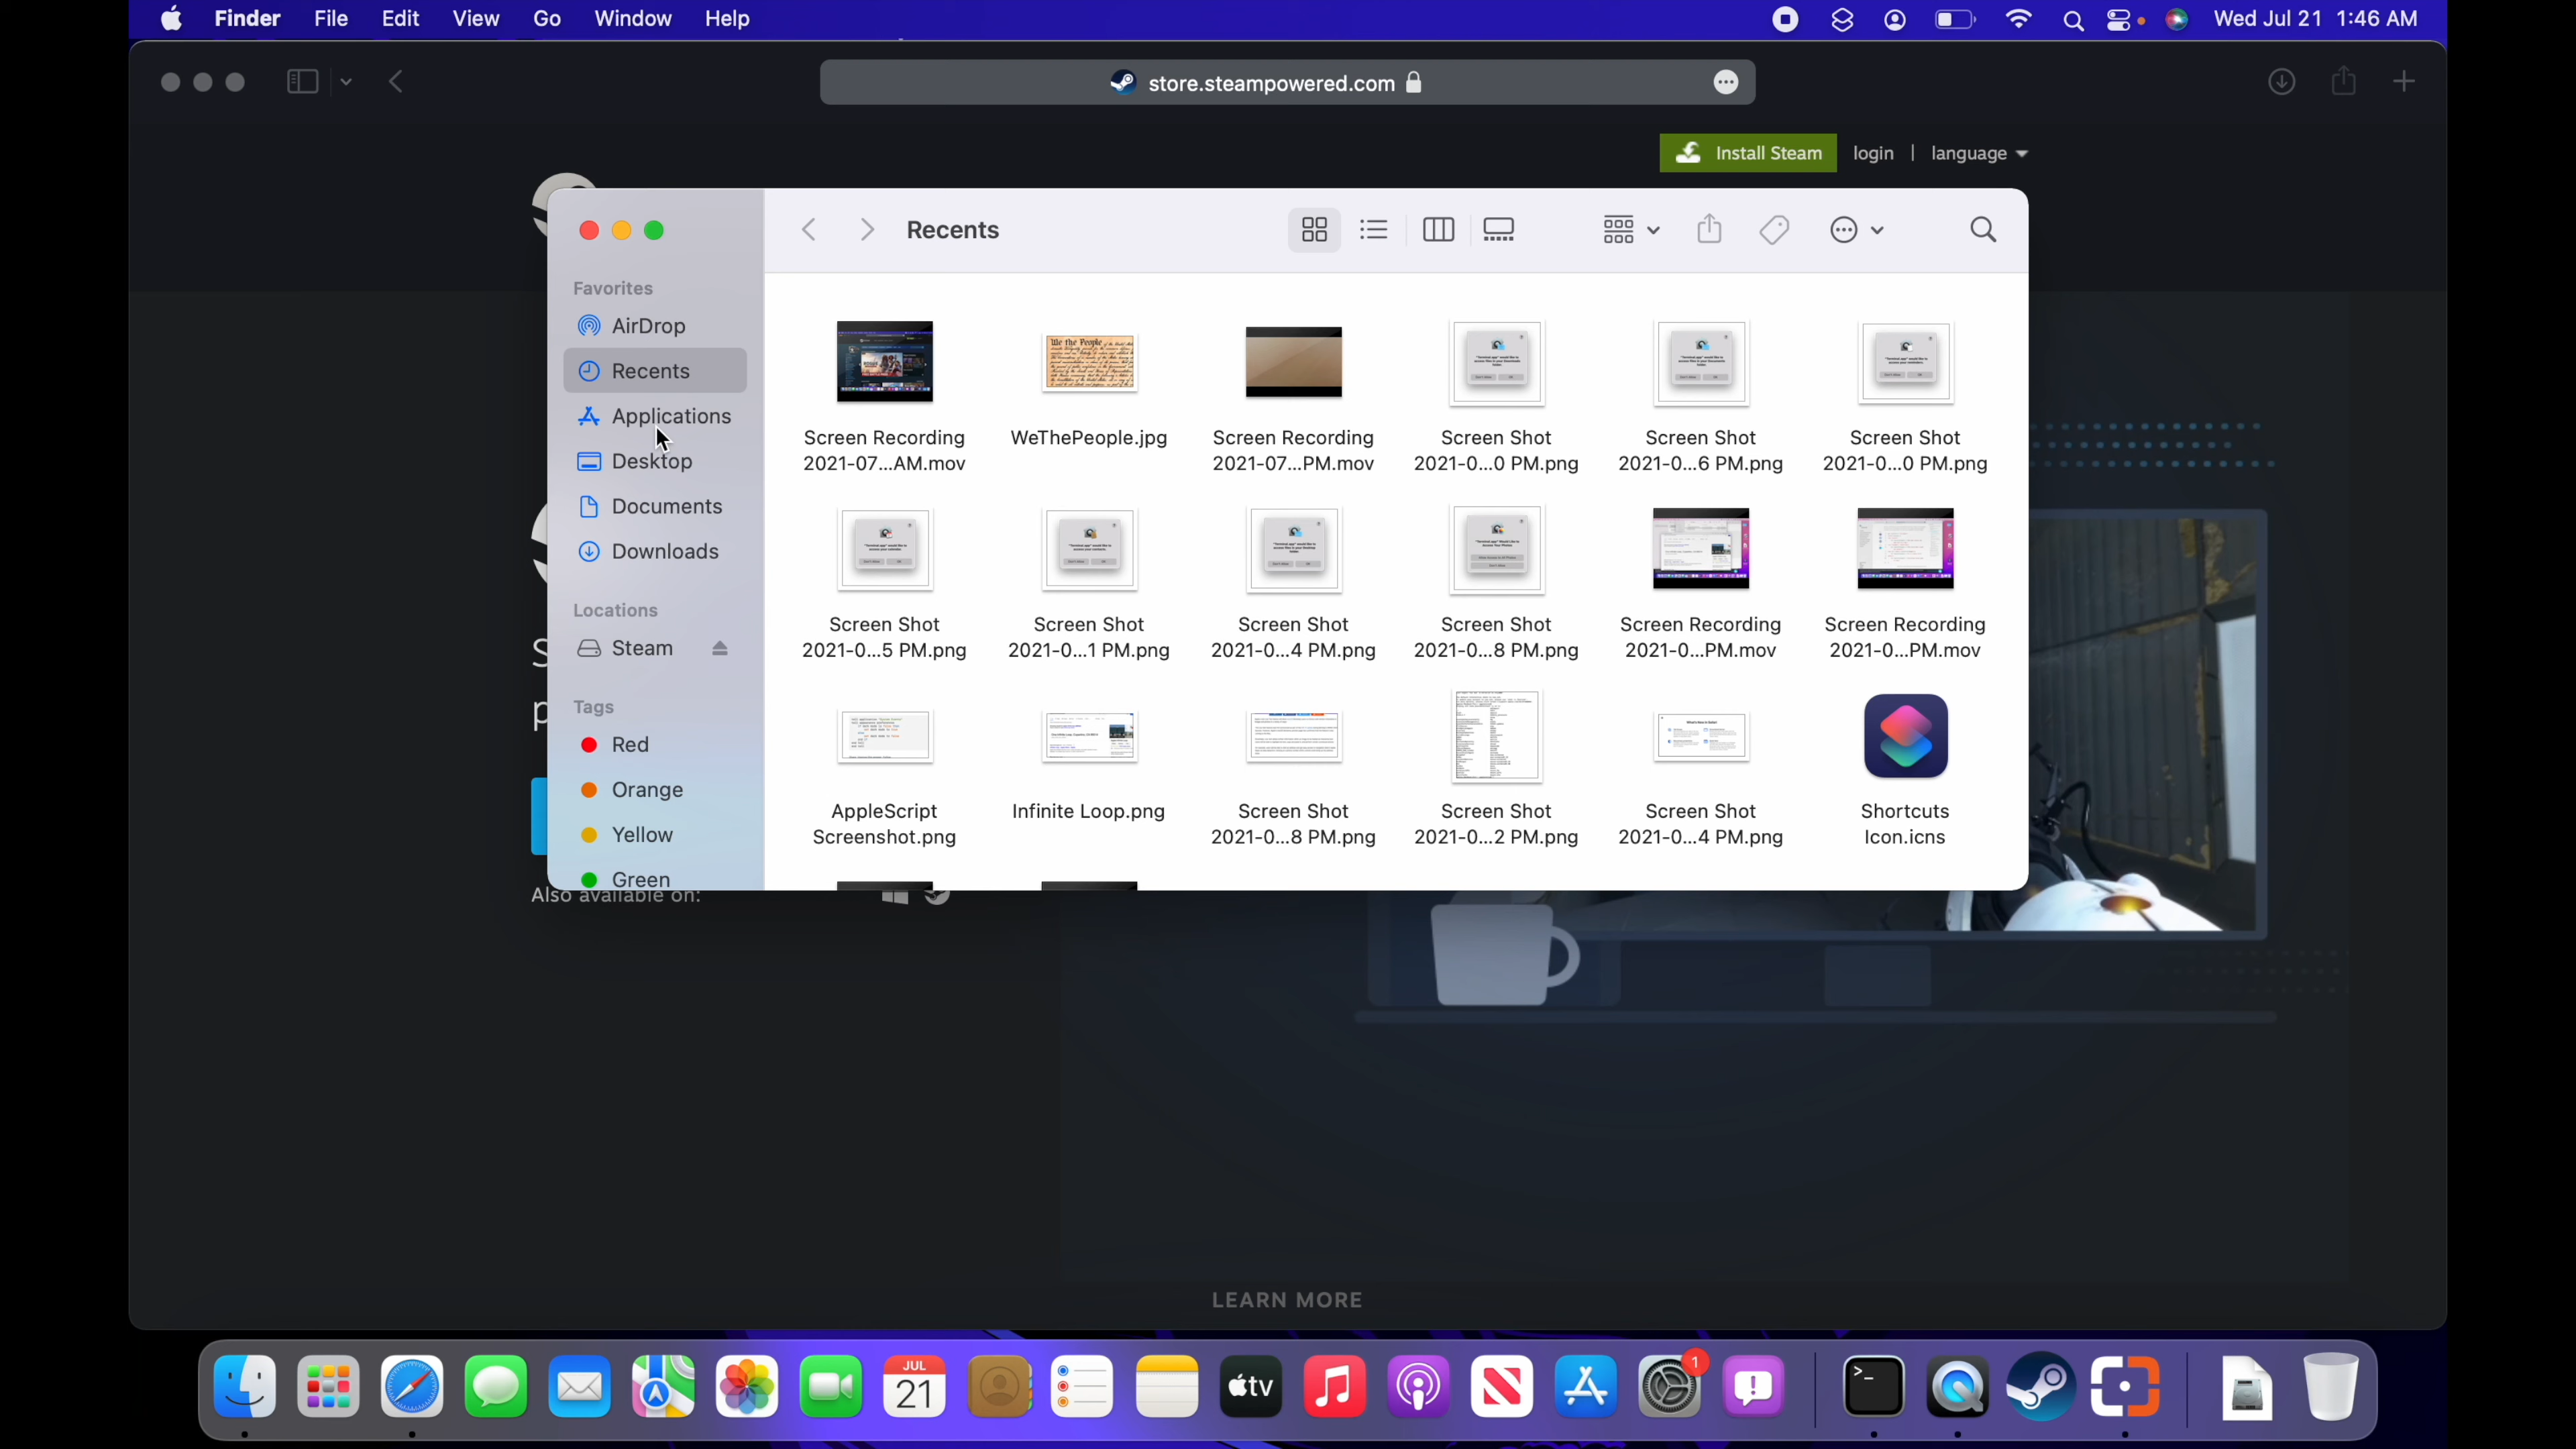 Finder File Edit View Go Window Help Wed Jul 21 1:46 AM
store.steampowered.com
Install Steam login | language
Recents
Favorites
AirDrop
Recents
Applications
Desktop
Documents
Downloads
Locations
Steam
Tags
Red
Orange
Yellow
Green
We the People
Screen Recording
2021-07...AM.mov
WeThePeople.jpg
Screen Recording
2021-07...PM.mov
Screen Shot
2021-0...0 PM.png
Screen Shot
2021-0...6 PM.png
Screen Shot
2021-0...0 PM.png
Screen Shot
2021-0...5 PM.png
Screen Shot
2021-0...1 PM.png
Screen Shot
2021-0...4 PM.png
Screen Shot
2021-0...8 PM.png
Screen Recording
2021-0...PM.mov
Screen Recording
2021-0...PM.mov
AppleScript
Screenshot.png
Infinite Loop.png
Screen Shot
2021-0...8 PM.png
Screen Shot
2021-0...2 PM.png
Screen Shot
2021-0...4 PM.png
Shortcuts
Icon.icns
S
p
Also available on:
LEARN MORE
JUL
21
tv
1